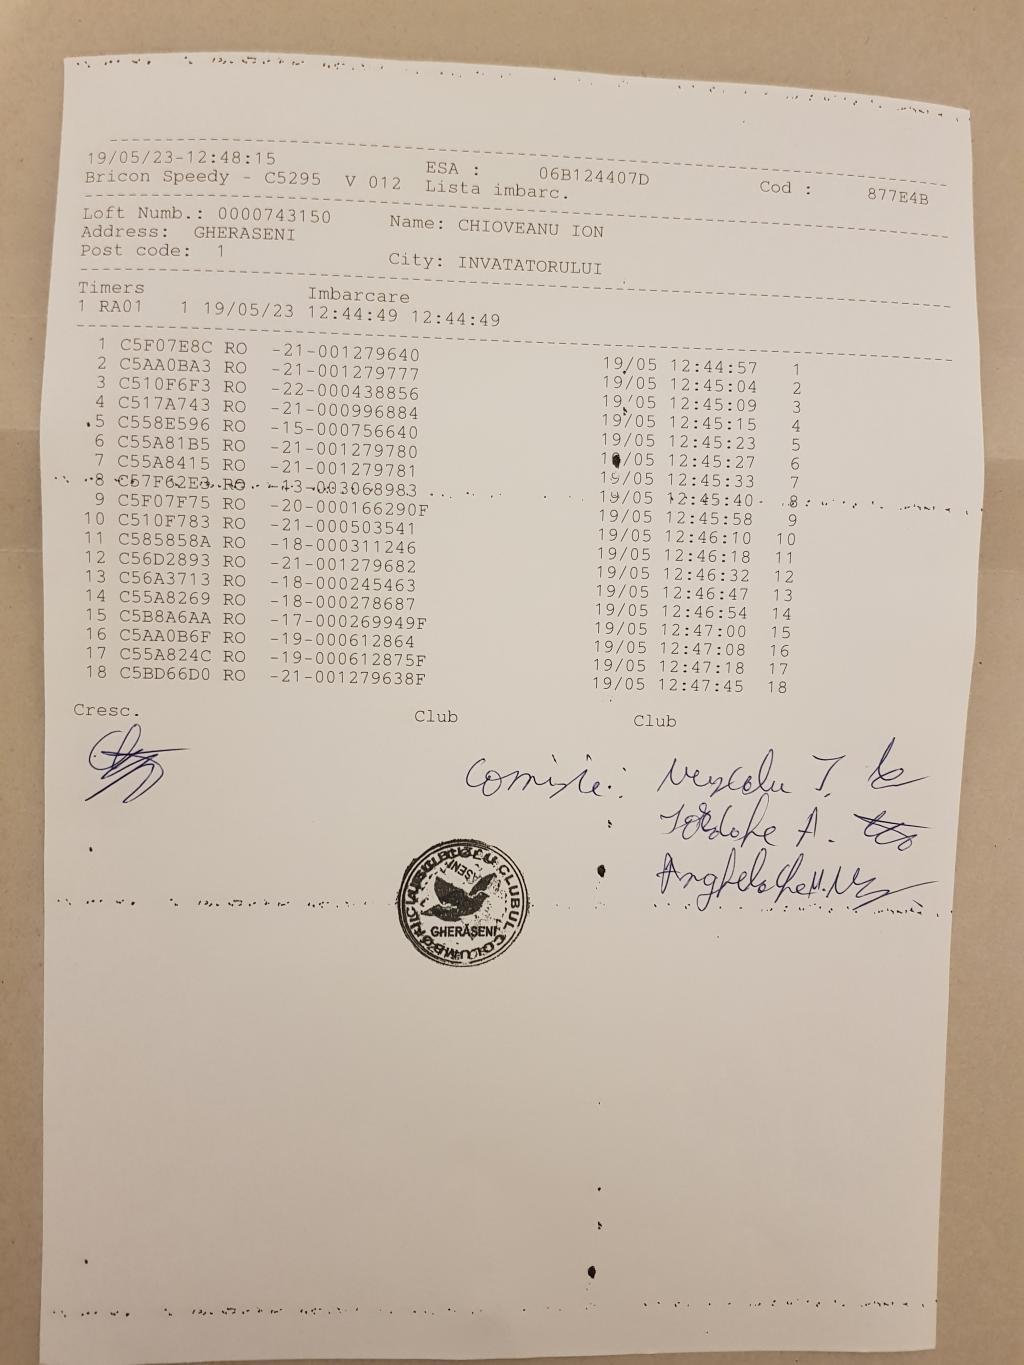 19/05/23-12:48:15 ESA : 06B124407D Cod : 877E4B
Bricon Speedy - C5295 V 012 Lista imbarc.
Loft Numb.: 0000743150 Name: CHIOVEANU ION
Address: GHERASENI
Post code: 1 City: INVATATORULUI
Timers Imbarcare
1 RA01 1 19/05/23 12:44:49 12:44:49
1 C5F07E8C RO -21-001279640 19/05 12:44:57 1
2 C5AA0BA3 RO -21-001279777 19/05 12:45:04 2
3 C510F6F3 RO -22-000438856 19/05 12:45:09 3
4 C517A743 RO -21-000996884 19/05 12:45:15 4
5 C558E596 RO -15-000756640 19/05 12:45:23 5
6 C55A81B5 RO -21-001279780 19/05 12:45:27 6
7 C55A8415 RO -21-001279781 19/05 12:45:33 7
8 C57F62E3 RO -13-003068983 19/05 12:45:40 8
9 C5F07F75 RO -20-000166290F 19/05 12:45:58 9
10 C510F783 RO -21-000503541 19/05 12:46:10 10
11 C585858A RO -18-000311246 19/05 12:46:18 11
12 C56D2893 RO -21-001279682 19/05 12:46:32 12
13 C56A3713 RO -18-000245463 19/05 12:46:47 13
14 C55A8269 RO -18-000278687 19/05 12:46:54 14
15 C5B8A6AA RO -17-000269949F 19/05 12:47:00 15
16 C5AA0B6F RO -19-000612864 19/05 12:47:08 16
17 C55A824C RO -19-000612875F 19/05 12:47:18 17
18 C5BD66D0 RO -21-001279638F 19/05 12:47:45 18
Cresc. Club Club
T.
A.
CLUBUL COLUMBOFIL
GHERĂSENI